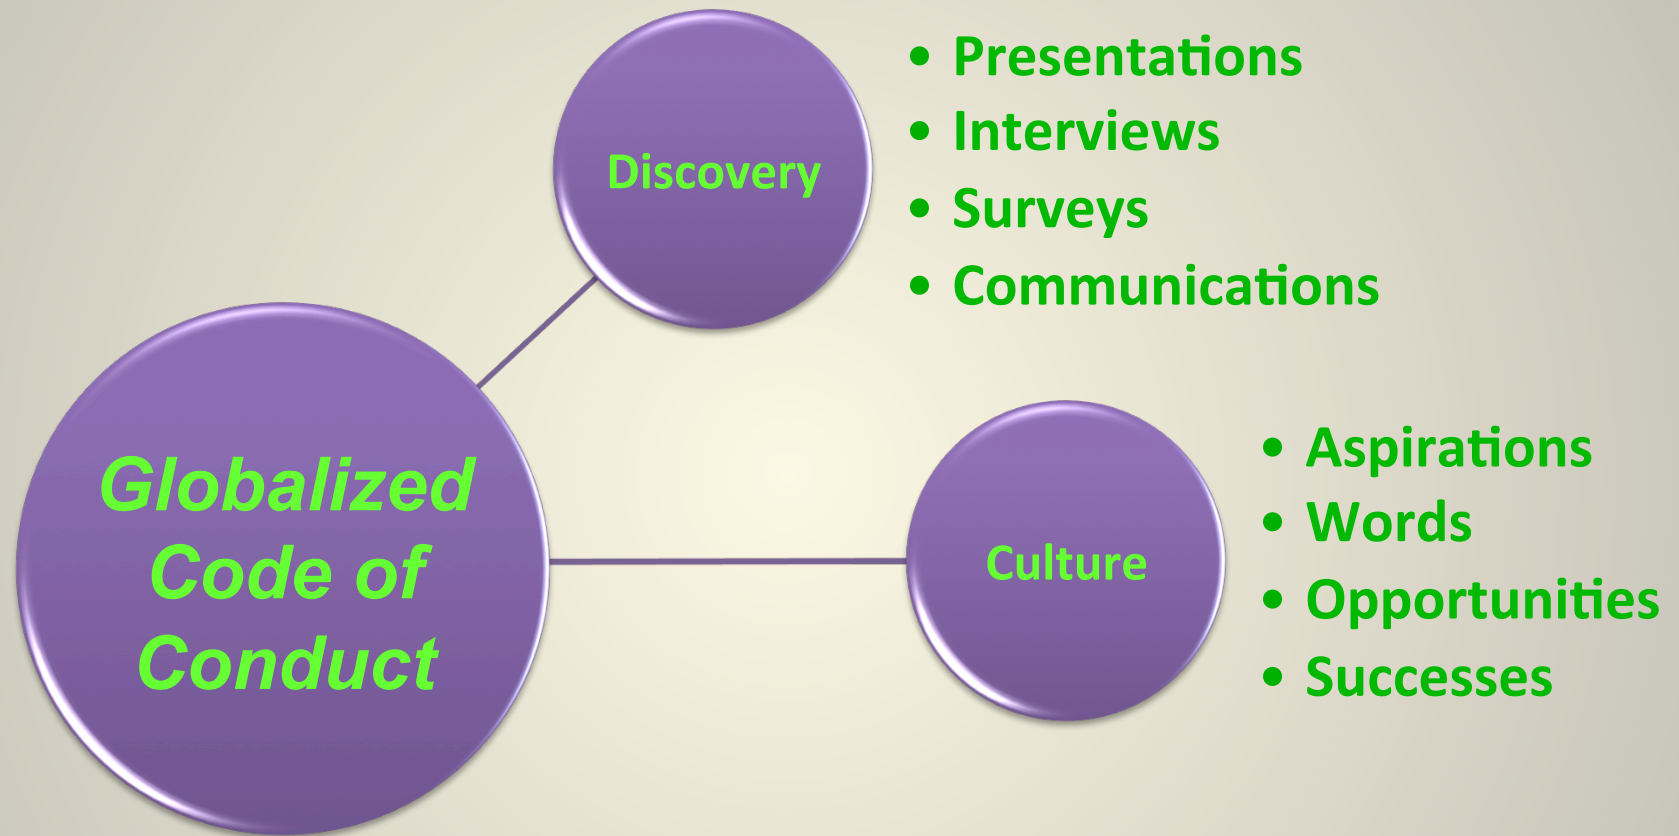 Discovery
• Presentations
• Interviews
• Surveys
• Communications
Globalized
Code of
Conduct
Culture
• Aspirations
• Words
• Opportunities
• Successes